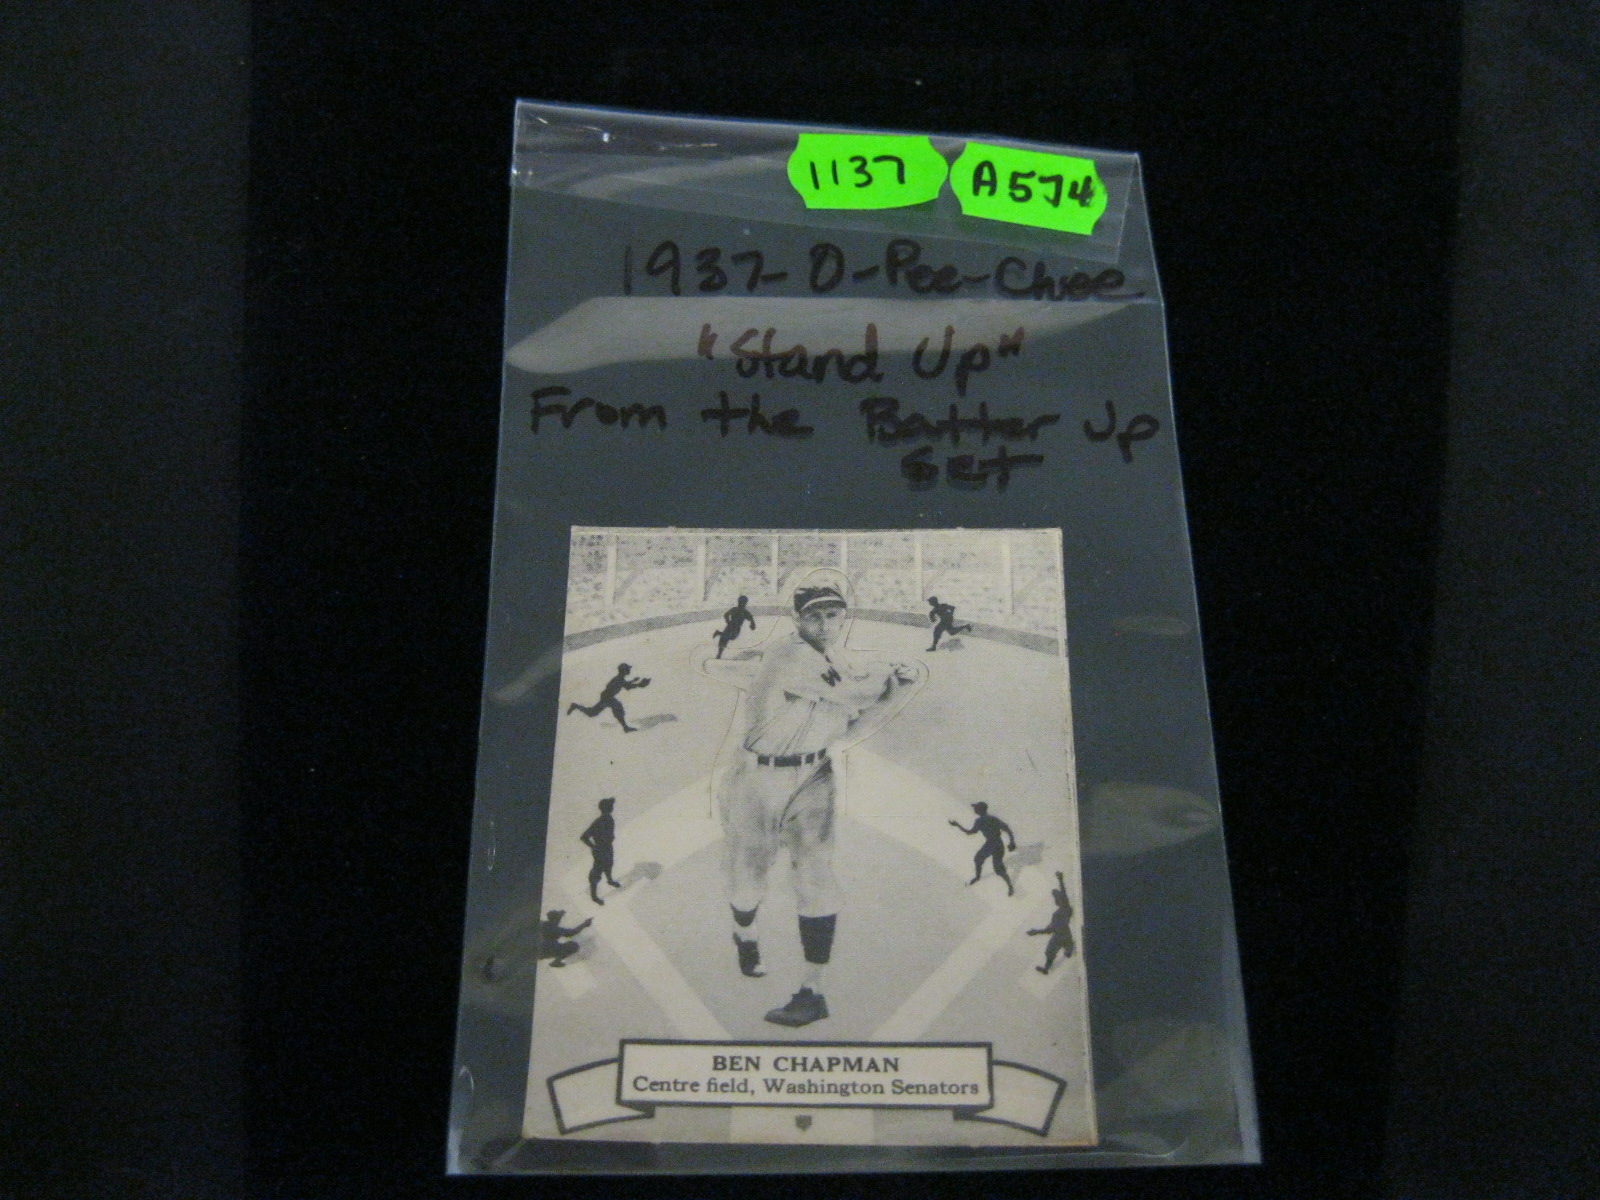 1137 A574
1937-O-Pee-Chee
"Stand Up"
From the Batter Up
set
W
BEN CHAPMAN
Centre field, Washington Senators